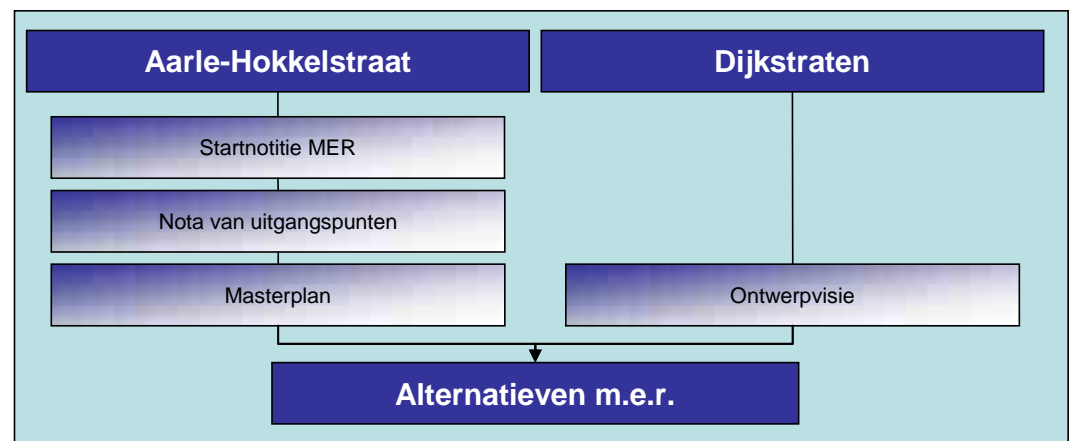 Aarle-Hokkelstraat
Dijkstraten
Startnotitie MER
Nota van uitgangspunten
Masterplan
Ontwerpvisie
Alternatieven m.e.r.